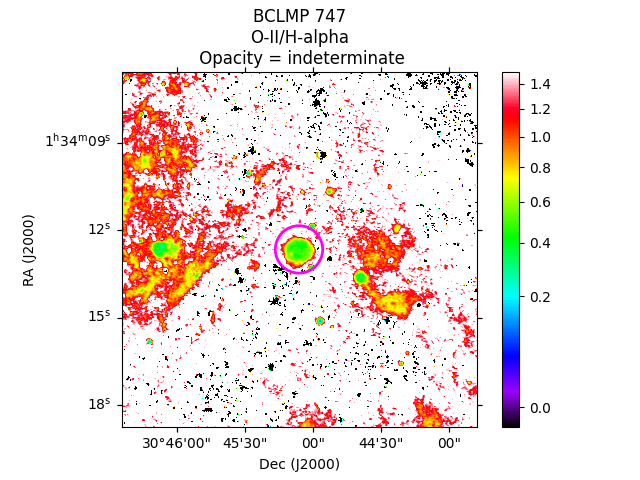 BCLMP 747
O-II/H-alpha
Opacity = indeterminate
RA (J2000)
1ʰ34ᵐ09ˢ
12ˢ
15ˢ
18ˢ
30°46'00" 45'30" 00" 44'30" 00"
Dec (J2000)
1.4
1.2
1.0
0.8
0.6
0.4
0.2
0.0